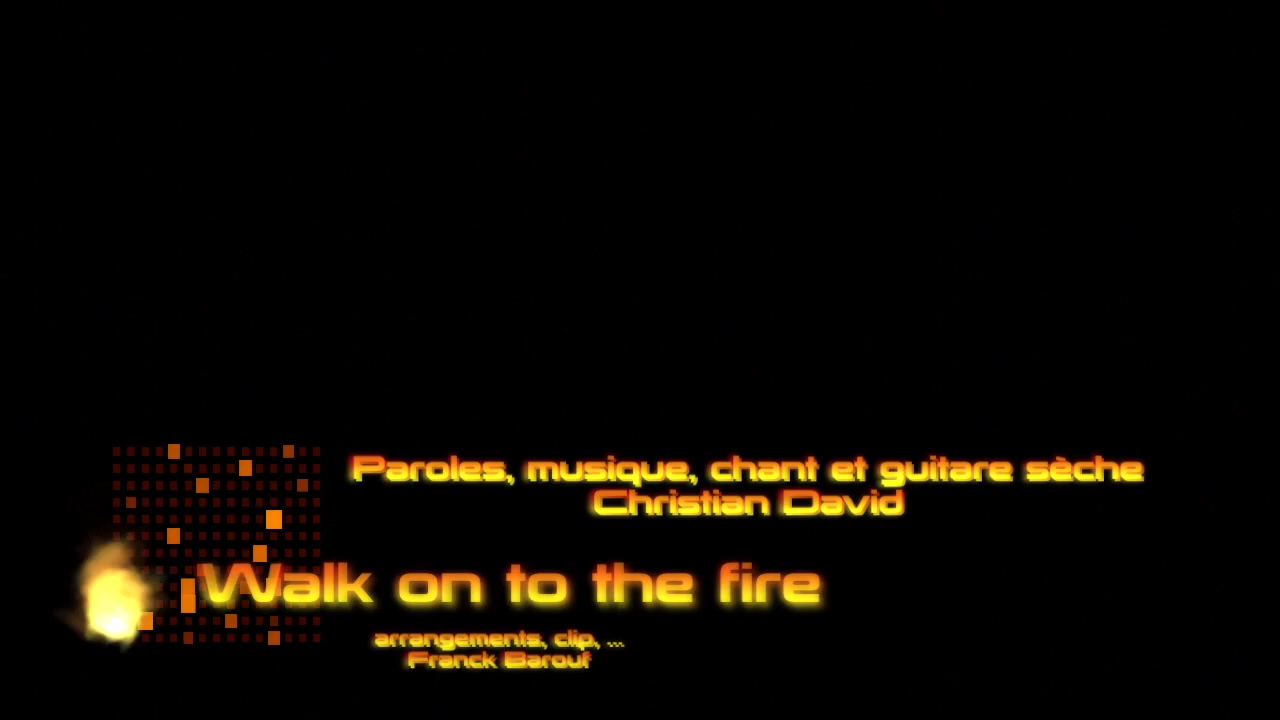 Paroles, musique, chant et guitare sèche
Christian David
Walk on to the fire
arrangements, clip, ...
Franck Barouf